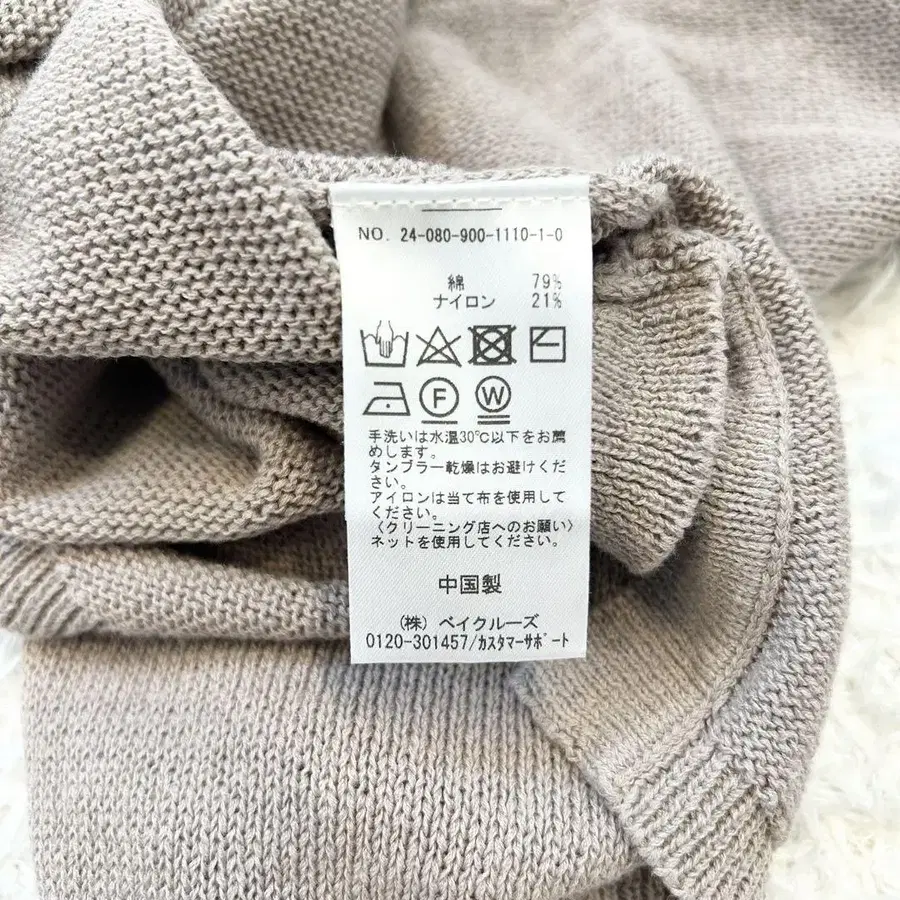 NO. 24-080-900-1110-1-0
綿 79%
ナイロン 21%
F W
手洗いは水温30℃以下をお薦
めします。
タンブラー乾燥はお避けくだ
さい。
アイロンは当て布を使用して
ください。
〈クリーニング店へのお願い〉
ネットを使用してください。
中国製
(株) ベイクルーズ
0120-301457/カスタマーサポート